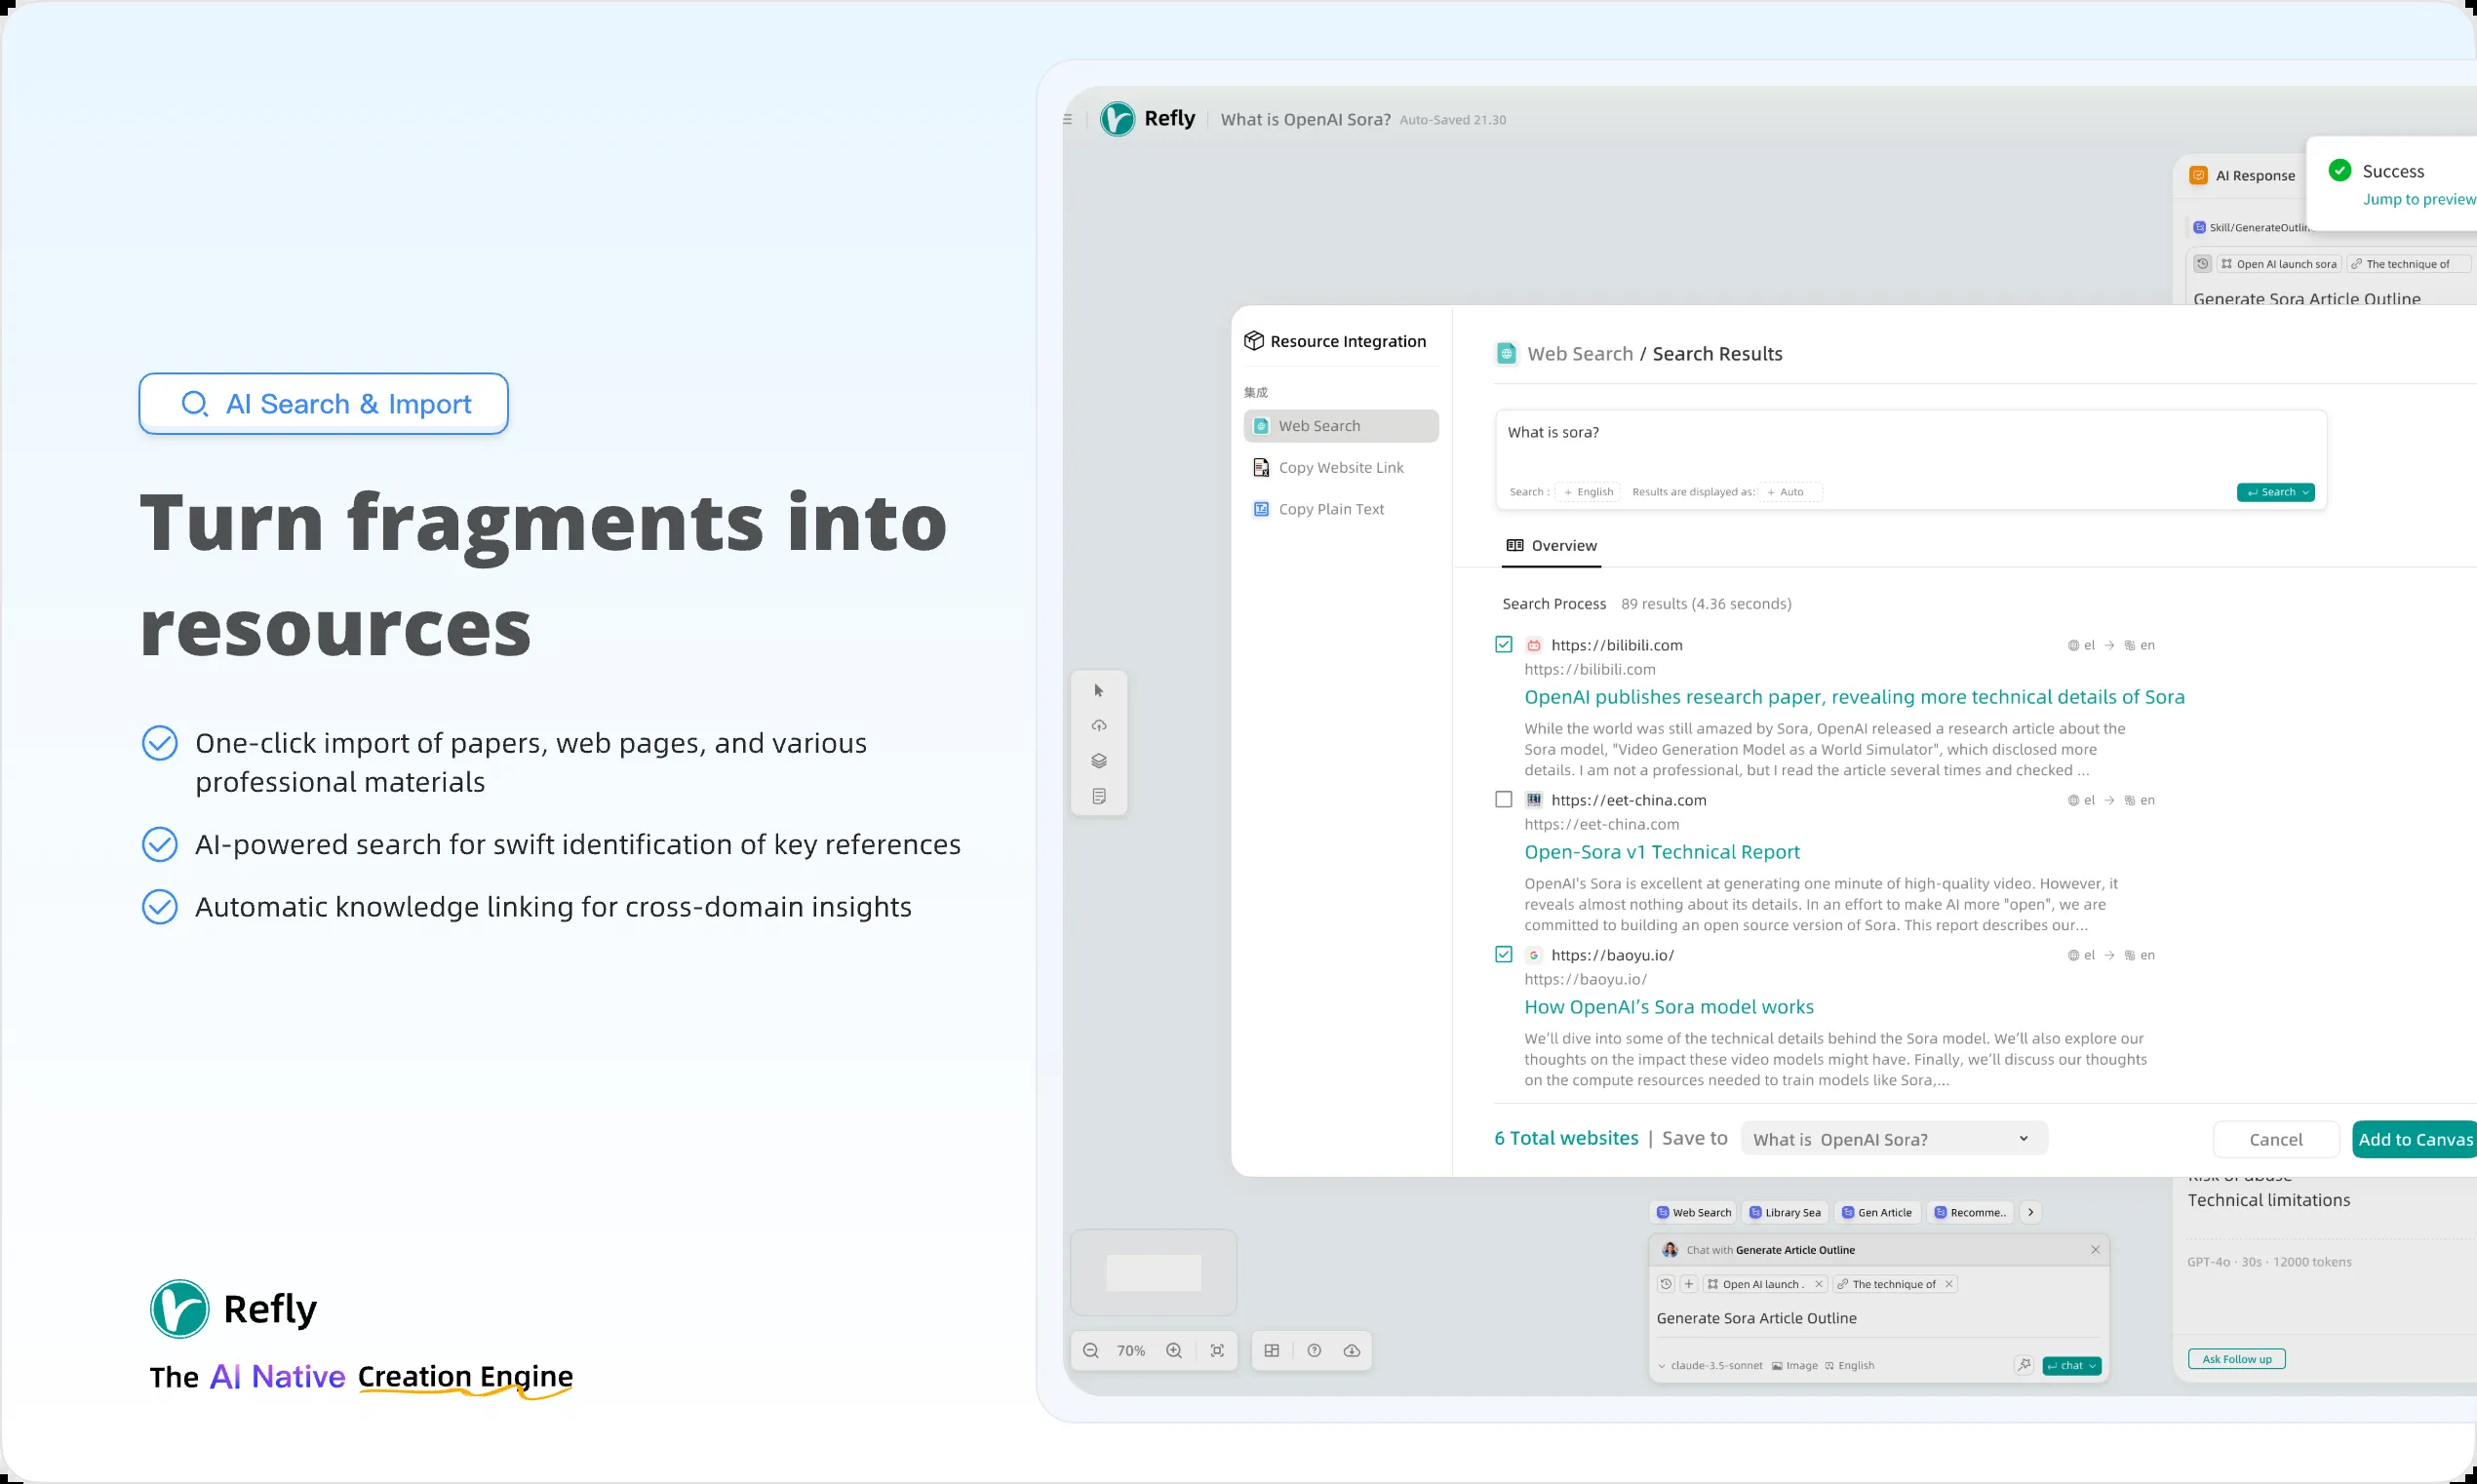 AI Search & Import
Turn fragments into
resources
One-click import of papers, web pages, and various
professional materials
AI-powered search for swift identification of key references
Automatic knowledge linking for cross-domain insights
Refly
The AI Native Creation Engine
Refly
What is OpenAI Sora? Auto-Saved 21.30
AI Response
Success
Jump to preview
Open AI launch sora
The technique of
Generate Sora Article Outline
Resource Integration
集成
Web Search
Copy Website Link
Copy Plain Text
Web Search / Search Results
What is sora?
Search : + English Results are displayed as: + Auto
Search
Overview
Search Process 89 results (4.36 seconds)
https://bilibili.com el → en
https://bilibili.com
OpenAI publishes research paper, revealing more technical details of Sora
While the world was still amazed by Sora, OpenAI released a research article about the
Sora model, "Video Generation Model as a World Simulator", which disclosed more
details. I am not a professional, but I read the article several times and checked ...
https://eet-china.com el → en
https://eet-china.com
Open-Sora v1 Technical Report
OpenAI's Sora is excellent at generating one minute of high-quality video. However, it
reveals almost nothing about its details. In an effort to make AI more "open", we are
committed to building an open source version of Sora. This report describes our...
https://baoyu.io/ el → en
https://baoyu.io/
How OpenAI’s Sora model works
We’ll dive into some of the technical details behind the Sora model. We’ll also explore our
thoughts on the impact these video models might have. Finally, we’ll discuss our thoughts
on the compute resources needed to train models like Sora,...
6 Total websites | Save to What is OpenAI Sora?
Cancel
Add to Canvas
Technical limitations
GPT-4o · 30s · 12000 tokens
Ask Follow up
Web Search
Library Sea
Gen Article
Recomme..
Chat with Generate Article Outline
Open AI launch .
The technique of
Generate Sora Article Outline
claude-3.5-sonnet Image English
chat
70%